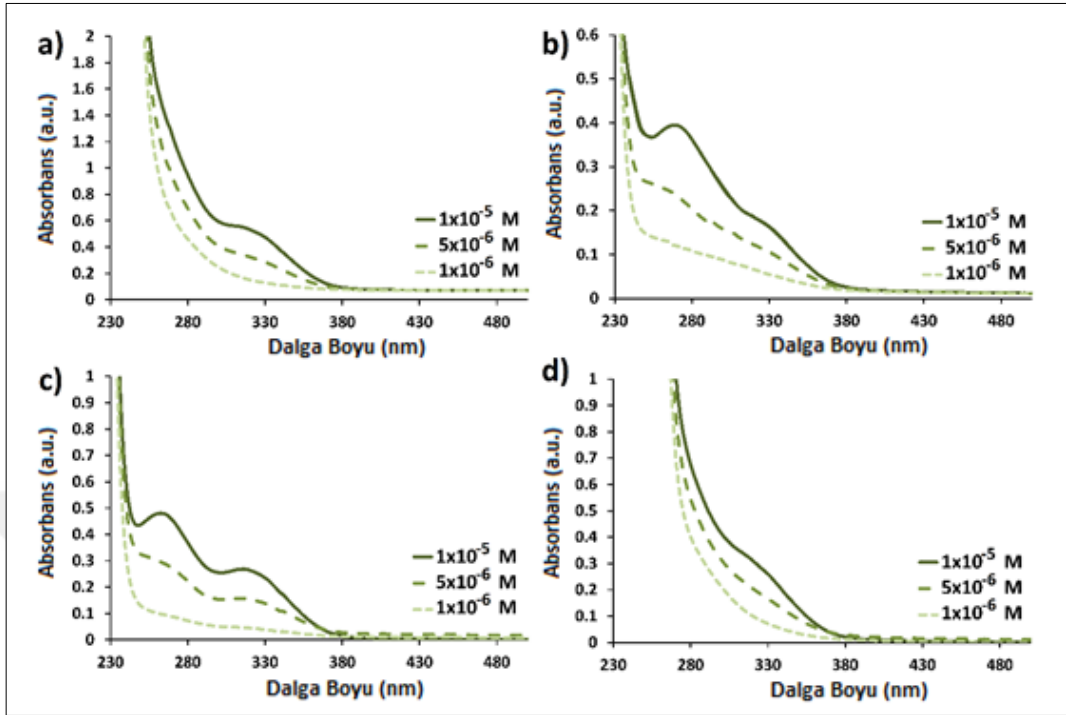 a)
Absorbans (a.u.)
2
1.8
1.6
1.4
1.2
1
0.8
0.6
0.4
0.2
0
1x10⁻⁵ M
5x10⁻⁶ M
1x10⁻⁶ M
230 280 330 380 430 480
Dalga Boyu (nm)
b)
Absorbans (a.u.)
0.6
0.5
0.4
0.3
0.2
0.1
0
1x10⁻⁵ M
5x10⁻⁶ M
1x10⁻⁶ M
230 280 330 380 430 480
Dalga Boyu (nm)
c)
Absorbans (a.u.)
1
0.9
0.8
0.7
0.6
0.5
0.4
0.3
0.2
0.1
0
1x10⁻⁵ M
5x10⁻⁶ M
1x10⁻⁶ M
230 280 330 380 430 480
Dalga Boyu (nm)
d)
Absorbans (a.u.)
1
0.9
0.8
0.7
0.6
0.5
0.4
0.3
0.2
0.1
0
1x10⁻⁵ M
5x10⁻⁶ M
1x10⁻⁶ M
230 280 330 380 430 480
Dalga Boyu (nm)